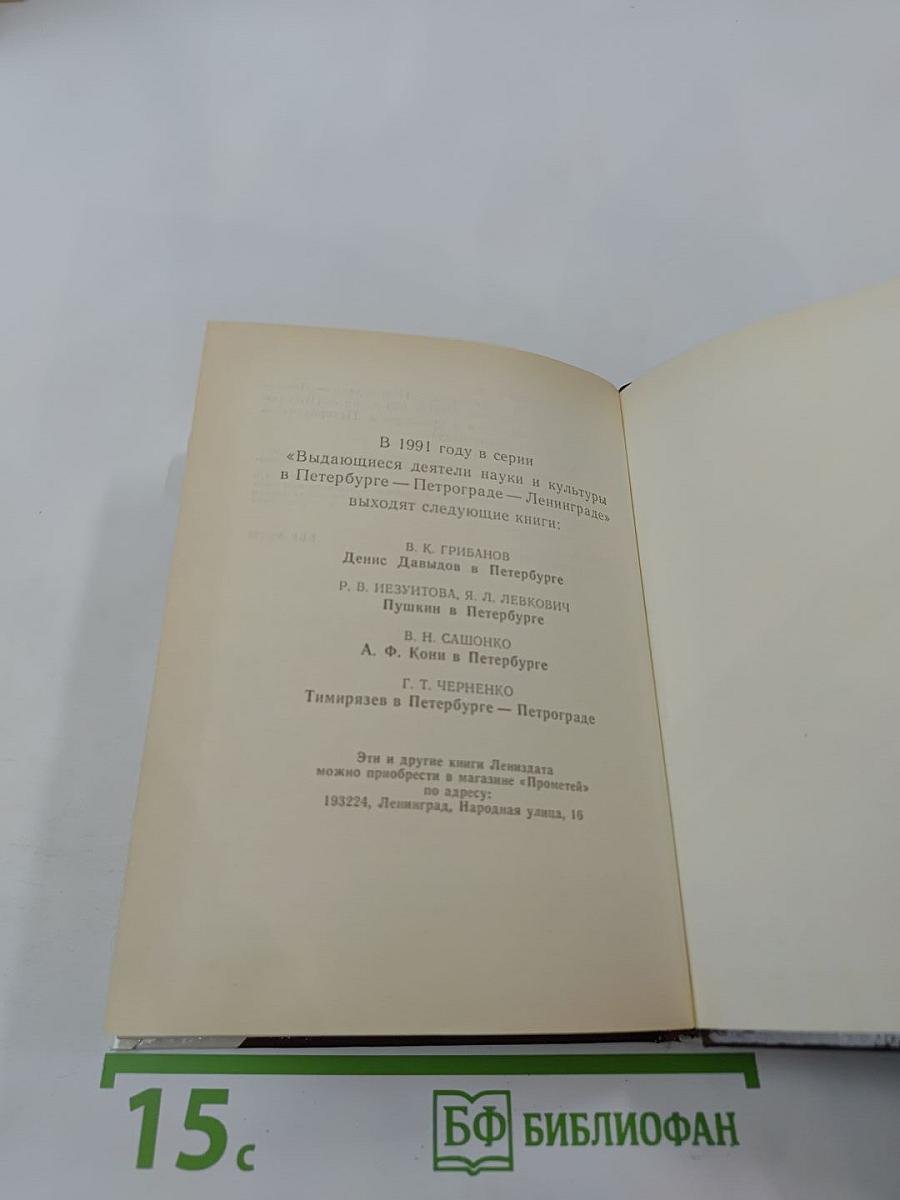 В 1991 году в серии
«Выдающиеся деятели науки и культуры
в Петербурге — Петрограде — Ленинграде»
выходят следующие книги:
В. К. ГРИБАНОВ
Денис Давыдов в Петербурге
Р. В. ИЕЗУИТОВА, Я. Л. ЛЕВКОВИЧ
Пушкин в Петербурге
В. Н. САШОНКО
А. Ф. Кони в Петербурге
Г. Т. ЧЕРНЕНКО
Тимирязев в Петербурге — Петрограде
Эти и другие книги Лениздата
можно приобрести в магазине «Прометей»
по адресу:
193224, Ленинград, Народная улица, 16
15 с
БФ БИБЛИОФАН